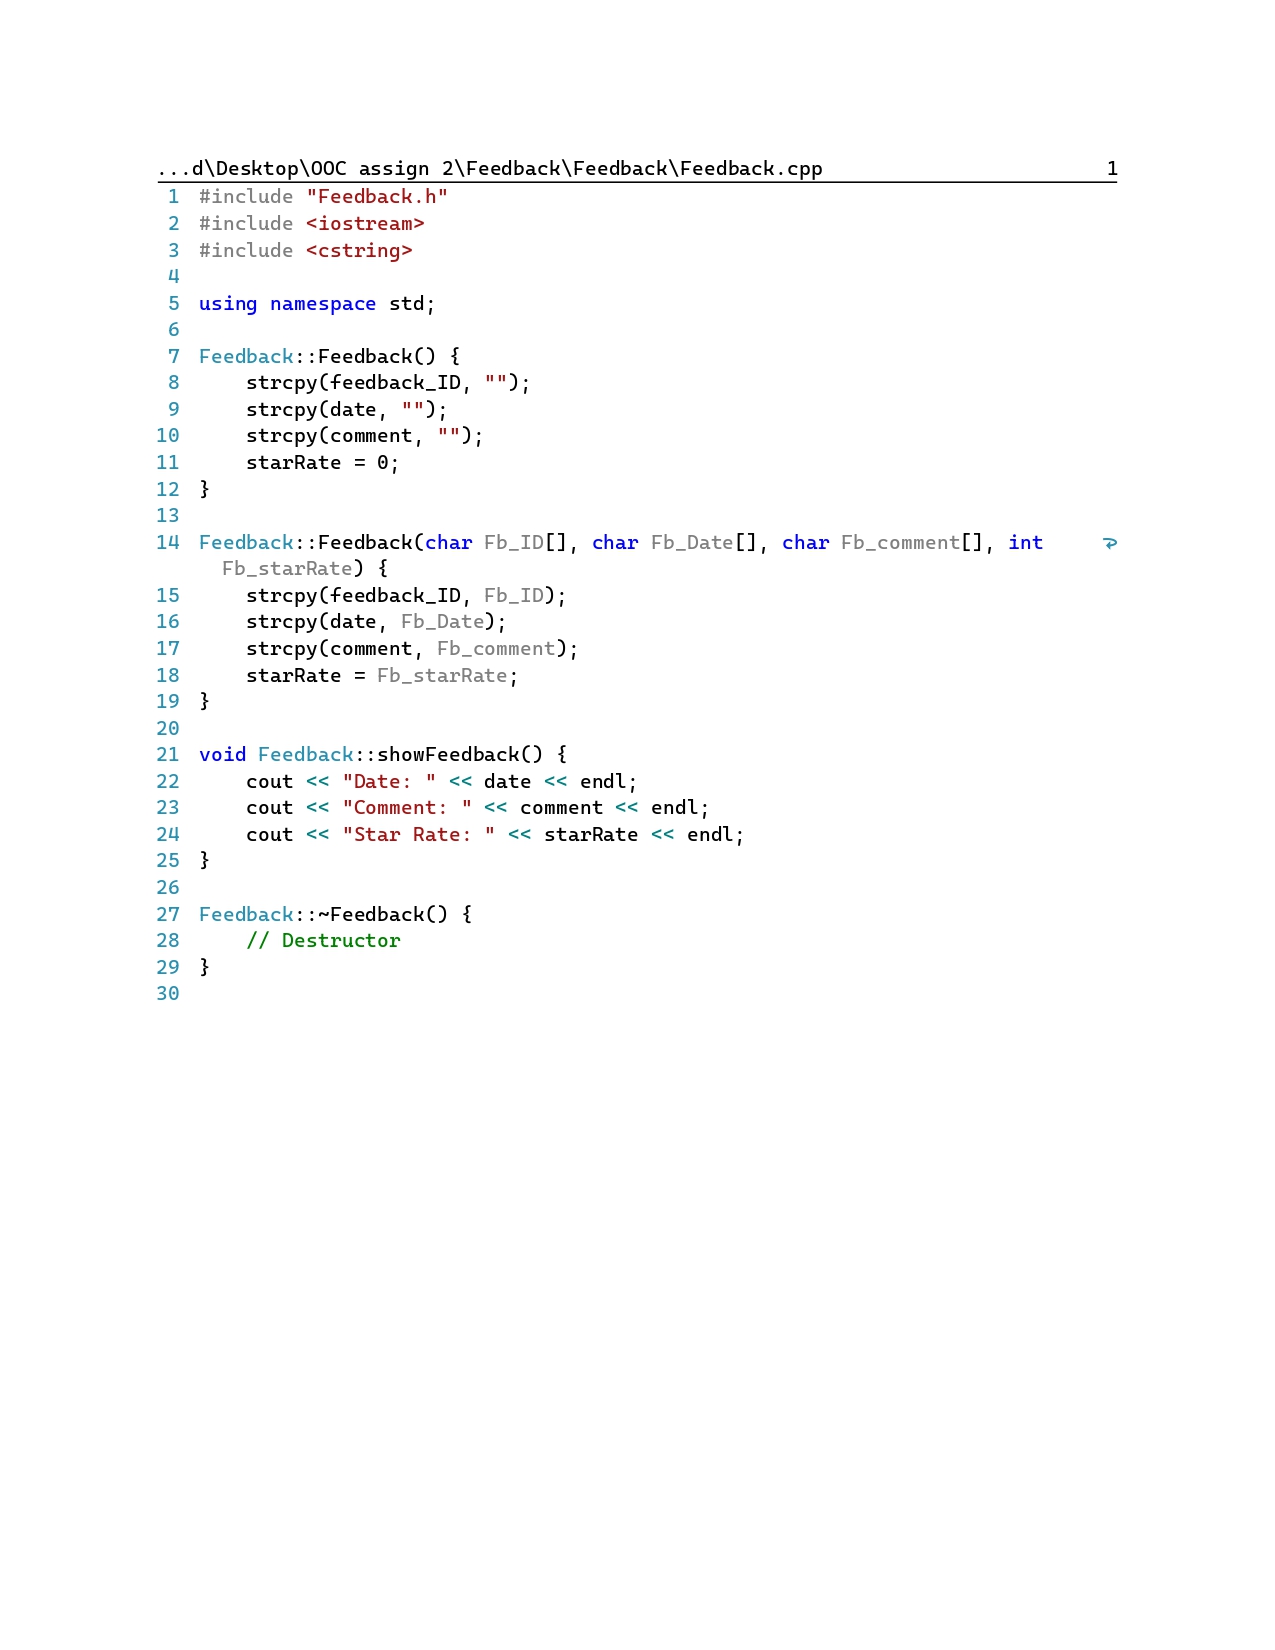 ...d\Desktop\OOC assign 2\Feedback\Feedback\Feedback.cpp 1
1 #include "Feedback.h"
2 #include <iostream>
3 #include <cstring>
4
5 using namespace std;
6
7 Feedback::Feedback() {
8     strcpy(feedback_ID, "");
9     strcpy(date, "");
10     strcpy(comment, "");
11     starRate = 0;
12 }
13
14 Feedback::Feedback(char Fb_ID[], char Fb_Date[], char Fb_comment[], int
Fb_starRate) {
15     strcpy(feedback_ID, Fb_ID);
16     strcpy(date, Fb_Date);
17     strcpy(comment, Fb_comment);
18     starRate = Fb_starRate;
19 }
20
21 void Feedback::showFeedback() {
22     cout << "Date: " << date << endl;
23     cout << "Comment: " << comment << endl;
24     cout << "Star Rate: " << starRate << endl;
25 }
26
27 Feedback::~Feedback() {
28     // Destructor
29 }
30